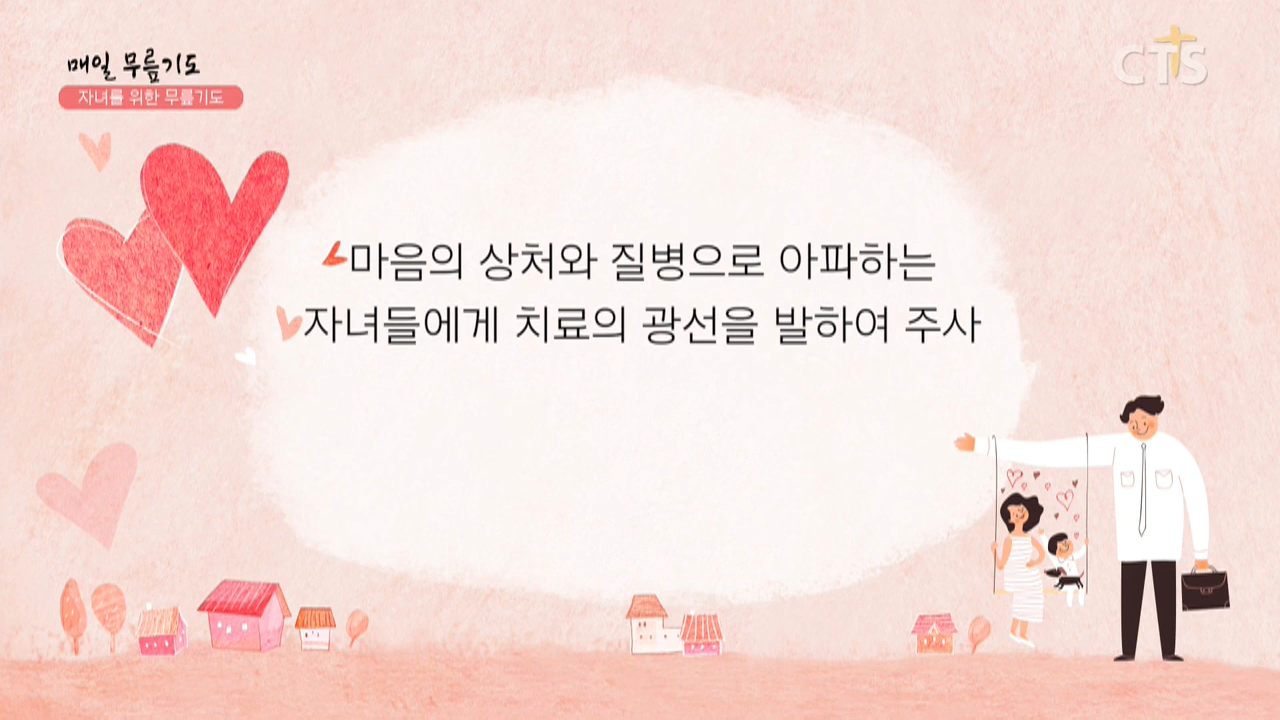 매일 무릎기도
자녀를 위한 무릎기도
CTS
마음의 상처와 질병으로 아파하는
자녀들에게 치료의 광선을 발하여 주사